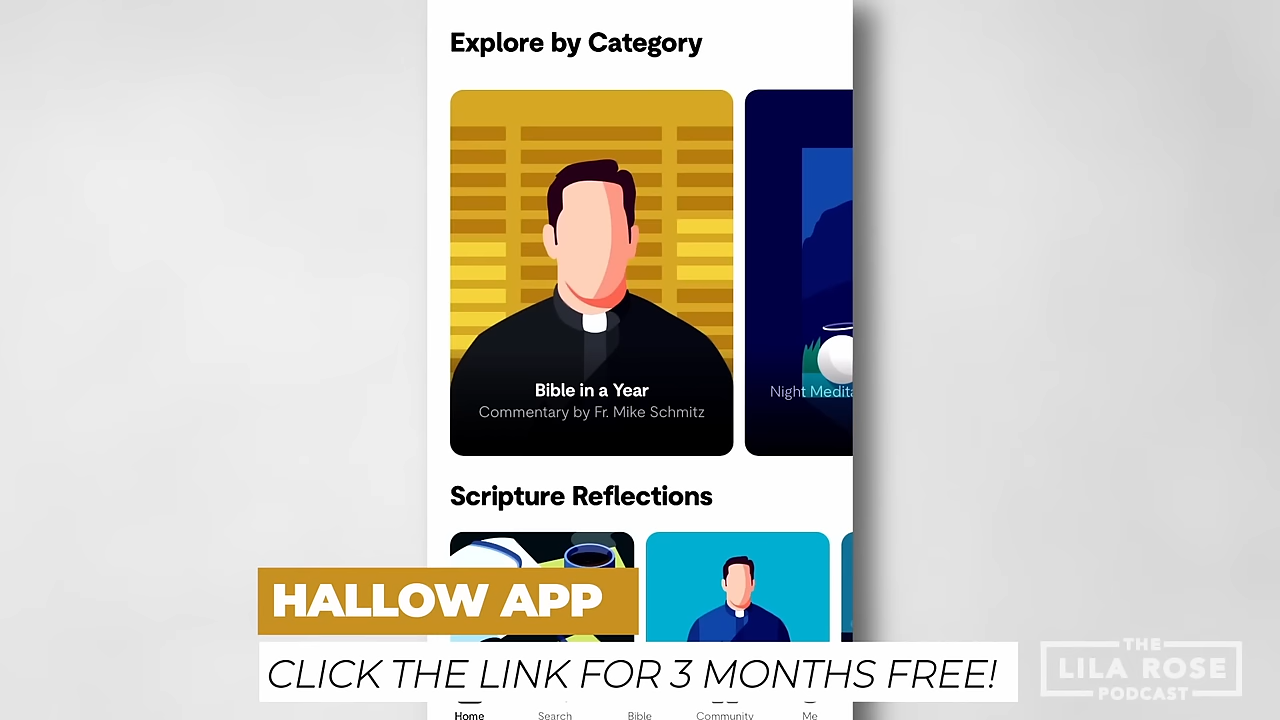 Explore by Category
Bible in a Year
Commentary by Fr. Mike Schmitz
Night Medita
Scripture Reflections
HALLOW APP
CLICK THE LINK FOR 3 MONTHS FREE!
THE
LILA ROSE
PODCAST
Home
Search
Bible
Community
Me